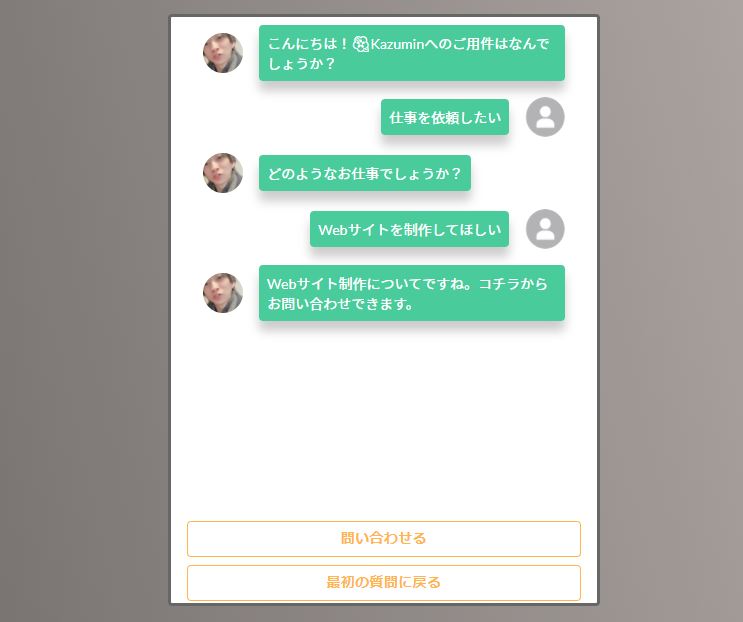 こんにちは！Kazuminへのご用件はなんで
しょうか？
仕事を依頼したい
どのようなお仕事でしょうか？
Webサイトを制作してほしい
Webサイト制作についてですね。コチラから
お問い合わせできます。
問い合わせる
最初の質問に戻る